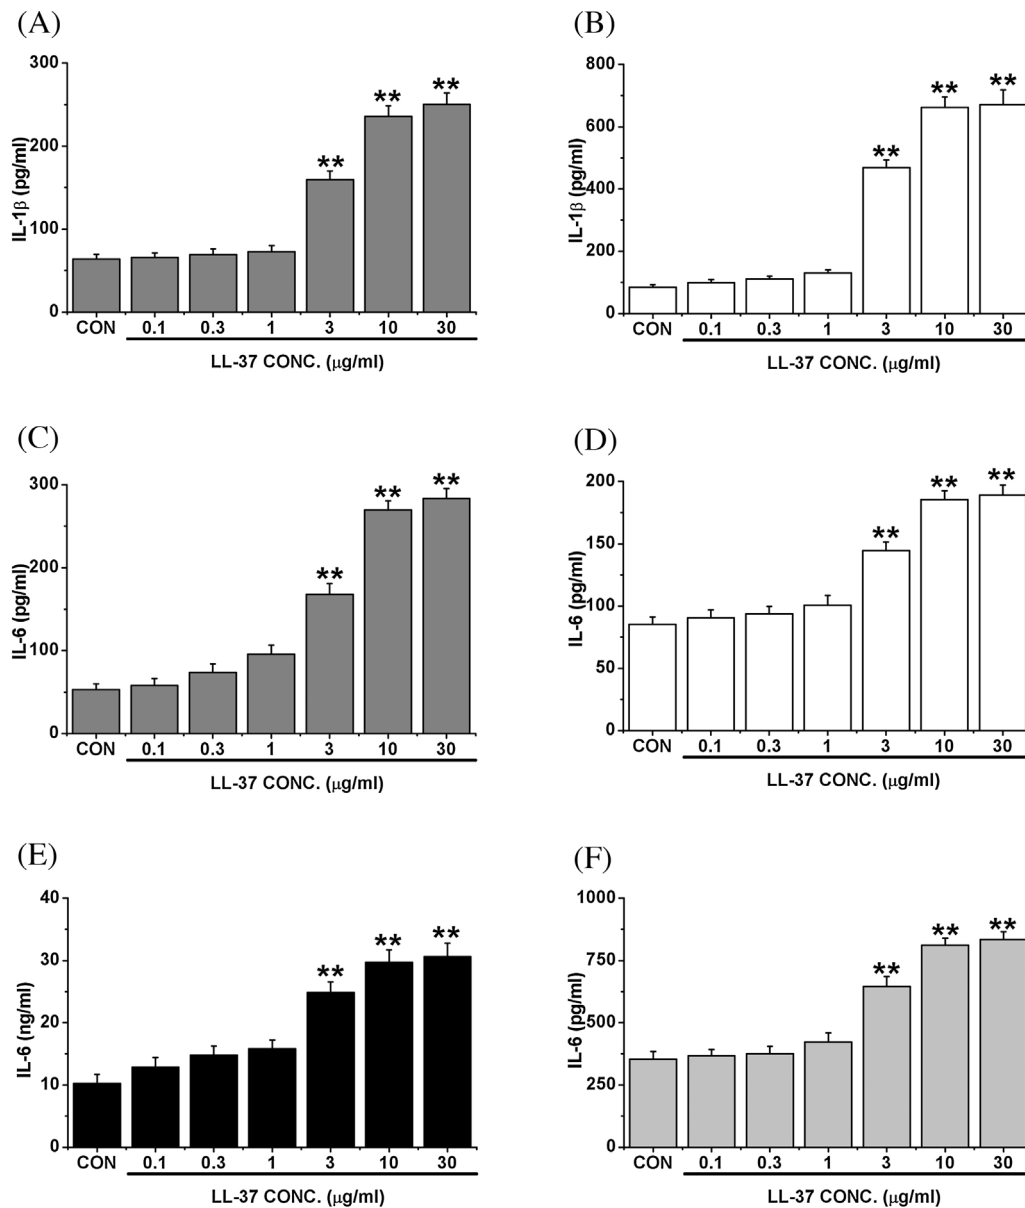 (A)
300
200
100
0
IL-1β (pg/ml)
**
**
**
CON 0.1 0.3 1 3 10 30
LL-37 CONC. (μg/ml)
(B)
800
600
400
200
0
IL-1β (pg/ml)
**
**
**
CON 0.1 0.3 1 3 10 30
LL-37 CONC. (μg/ml)
(C)
300
200
100
0
IL-6 (pg/ml)
**
**
**
CON 0.1 0.3 1 3 10 30
LL-37 CONC. (μg/ml)
(D)
200
150
100
50
0
IL-6 (pg/ml)
**
**
**
CON 0.1 0.3 1 3 10 30
LL-37 CONC. (μg/ml)
(E)
40
30
20
10
0
IL-6 (ng/ml)
**
**
**
CON 0.1 0.3 1 3 10 30
LL-37 CONC. (μg/ml)
(F)
1000
750
500
250
0
IL-6 (pg/ml)
**
**
**
CON 0.1 0.3 1 3 10 30
LL-37 CONC. (μg/ml)